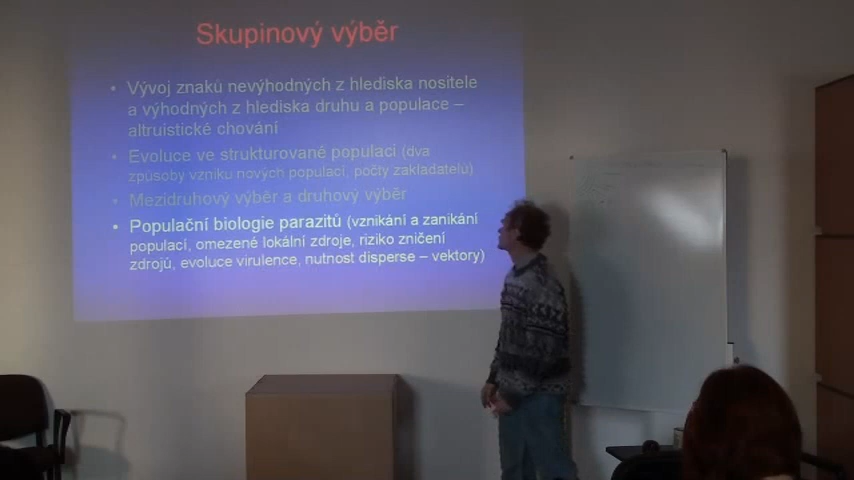 Skupinový výběr
• Vývoj znaků nevýhodných z hlediska nositele
a výhodných z hlediska druhu a populace –
altruistické chování
• Evoluce ve strukturované populaci (dva
způsoby vzniku nových populací, počty zakladatelů)
• Mezidruhový výběr a druhový výběr
• Populační biologie parazitů (vznikání a zanikání
populací, omezené lokální zdroje, riziko zničení
zdrojů, evoluce virulence, nutnost disperse – vektory)